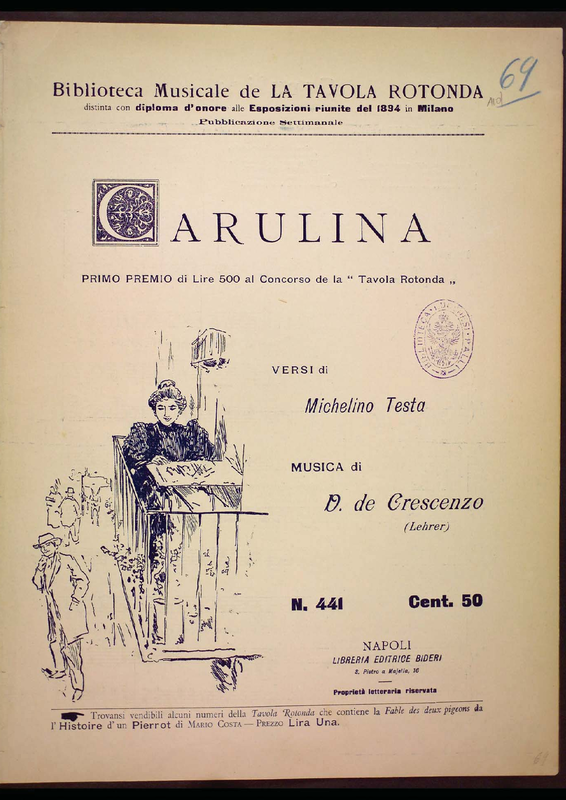 69
Biblioteca Musicale de LA TAVOLA ROTONDA
distinta con diploma d'onore alle Esposizioni riunite del 1894 in Milano
Pubblicazione Settimanale
CARULINA
PRIMO PREMIO di Lire 500 al Concorso de la “ Tavola Rotonda „
VERSI di
Michelino Testa
MUSICA di
D. de Crescenzo
(Lehrer)
N. 441 Cent. 50
NAPOLI
LIBRERIA EDITRICE BIDERI
S. Pietro a Majella, 16
Proprietà letteraria riservata
Trovansi vendibili alcuni numeri della Tavola Rotonda che contiene la Fable des deux pigeons da
l'Histoire d'un Pierrot di MARIO COSTA — PREZZO Lira Una.